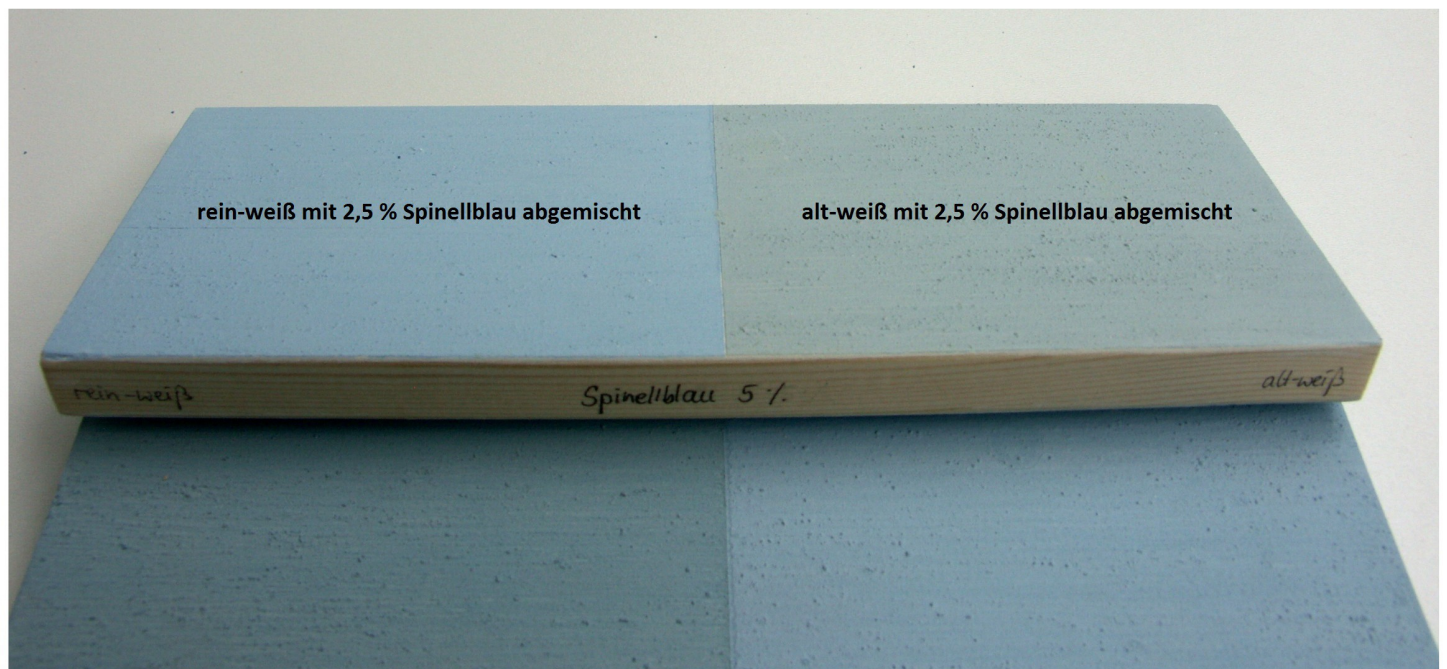 rein-weiß mit 2,5 % Spinellblau abgemischt
alt-weiß mit 2,5 % Spinellblau abgemischt
rein-weiß
Spinellblau 5 %
alt-weiß